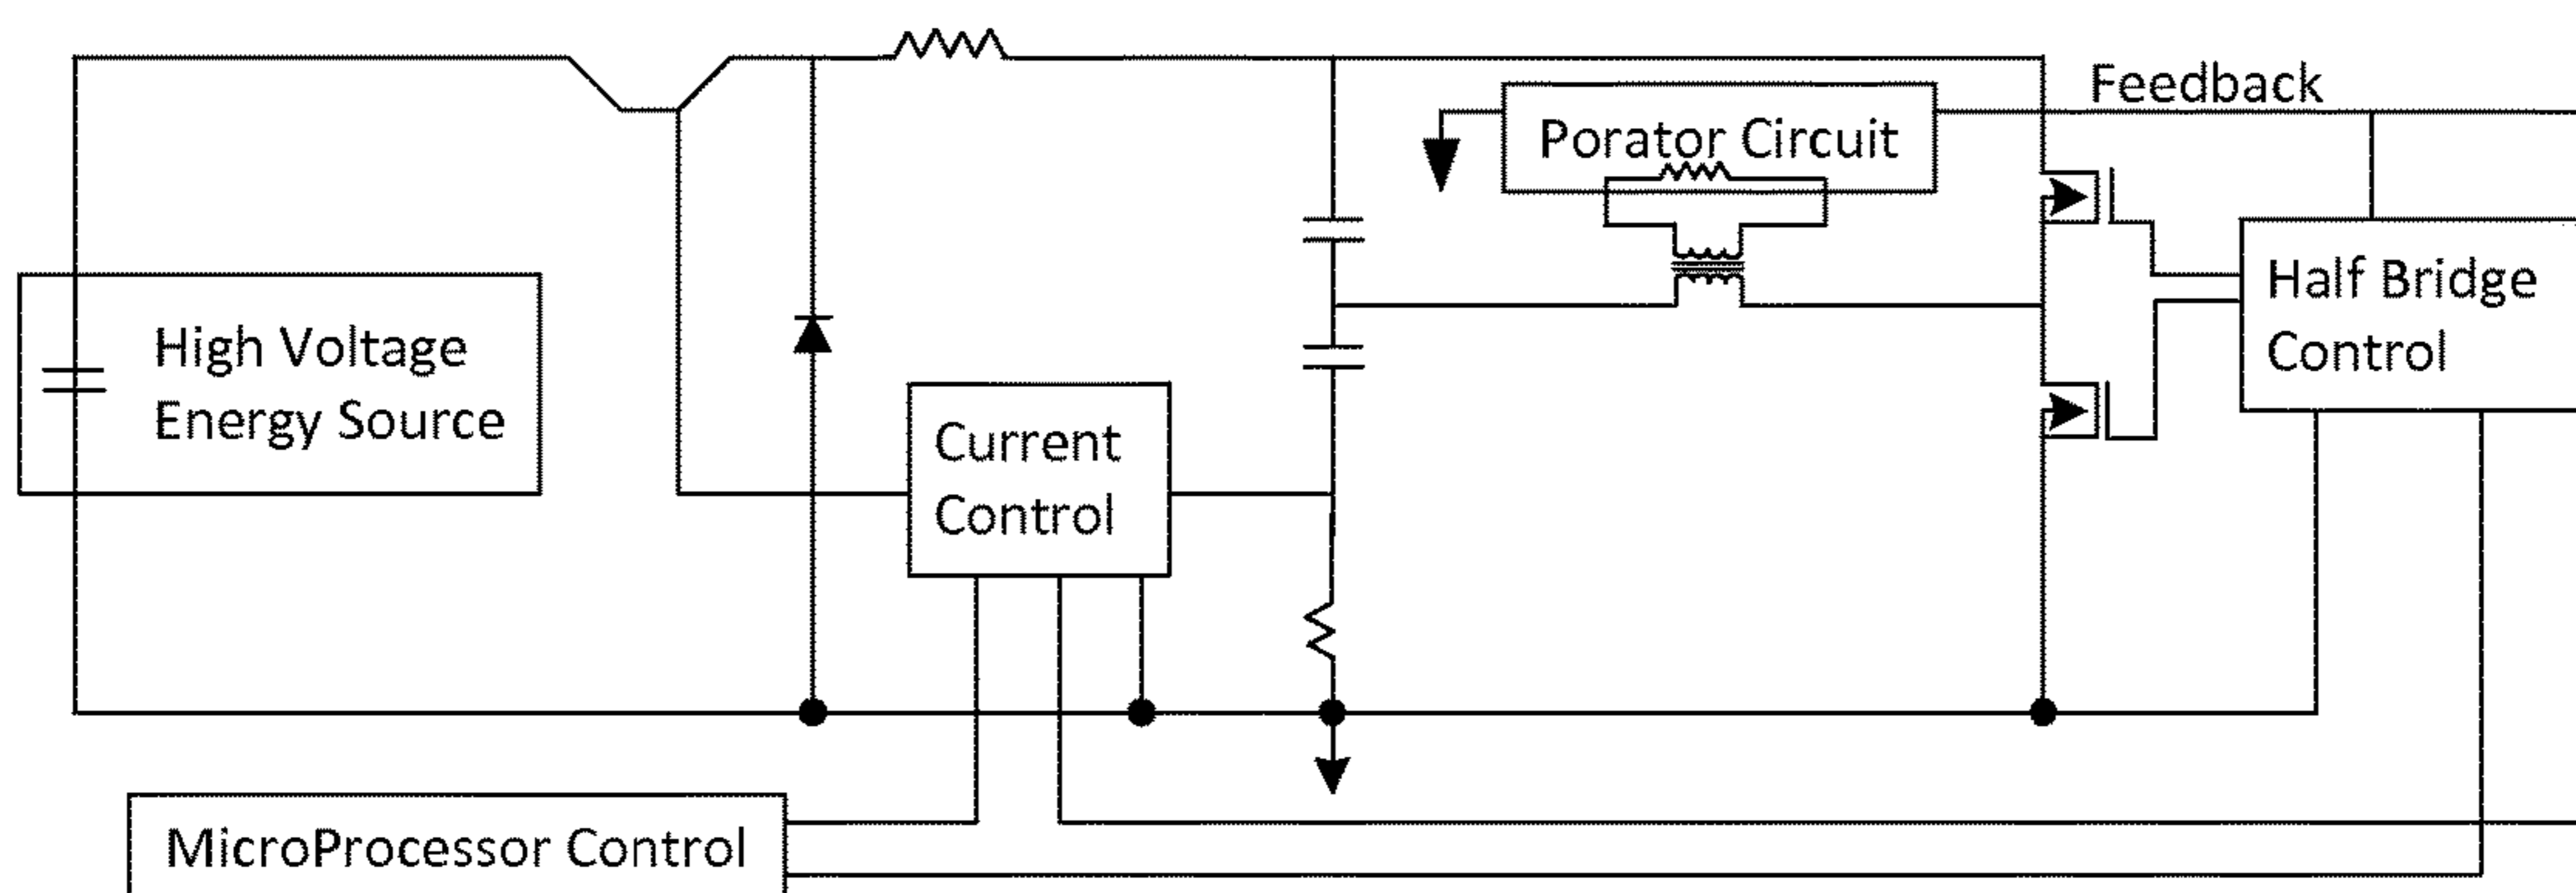 Feedback
Porator Circuit
High Voltage
Energy Source
Half Bridge
Control
Current
Control
MicroProcessor Control